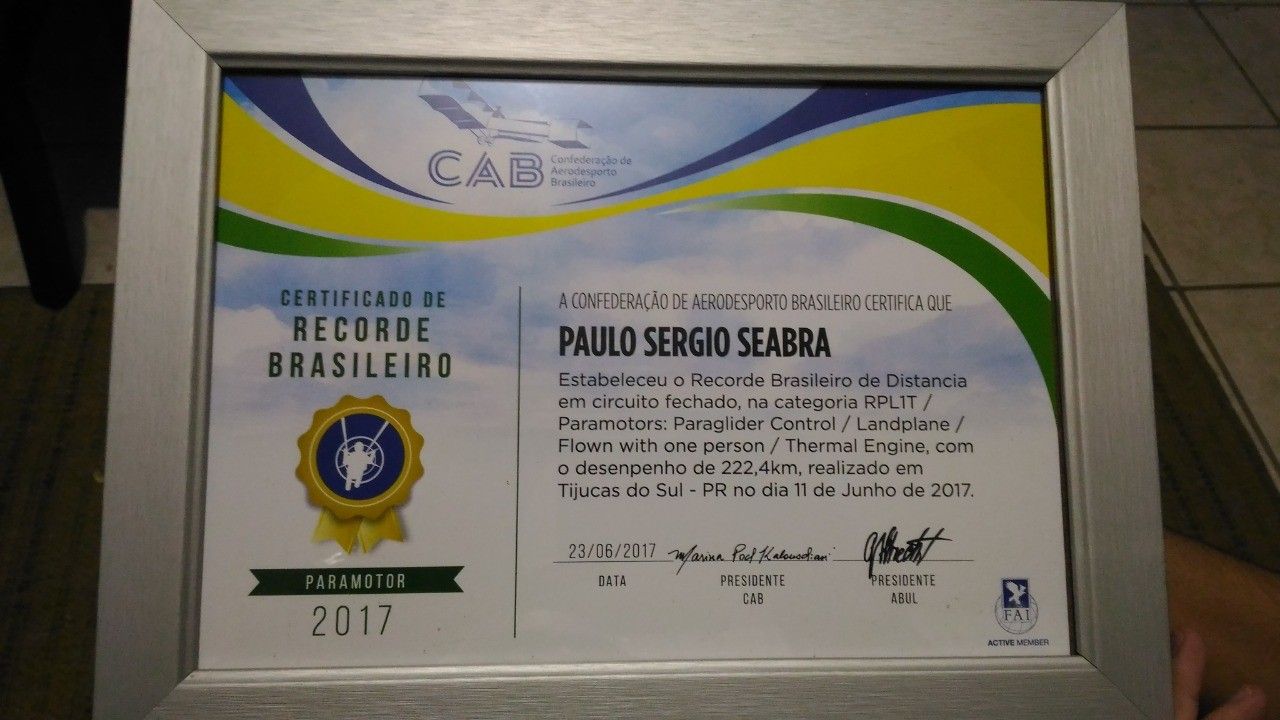 CAB
Confederação de
Aerodesporto
Brasileiro
CERTIFICADO DE
RECORDE
BRASILEIRO
PARAMOTOR
2017
A CONFEDERAÇÃO DE AERODESPORTO BRASILEIRO CERTIFICA QUE
PAULO SERGIO SEABRA
Estabeleceu o Recorde Brasileiro de Distancia
em circuito fechado, na categoria RPL1T /
Paramotors: Paraglider Control / Landplane /
Flown with one person / Thermal Engine, com
o desenpenho de 222,4km, realizado em
Tijucas do Sul - PR no dia 11 de Junho de 2017.
23/06/2017 Marina Pod Kalousdian
DATA PRESIDENTE PRESIDENTE
CAB ABUL
FAI
ACTIVE MEMBER